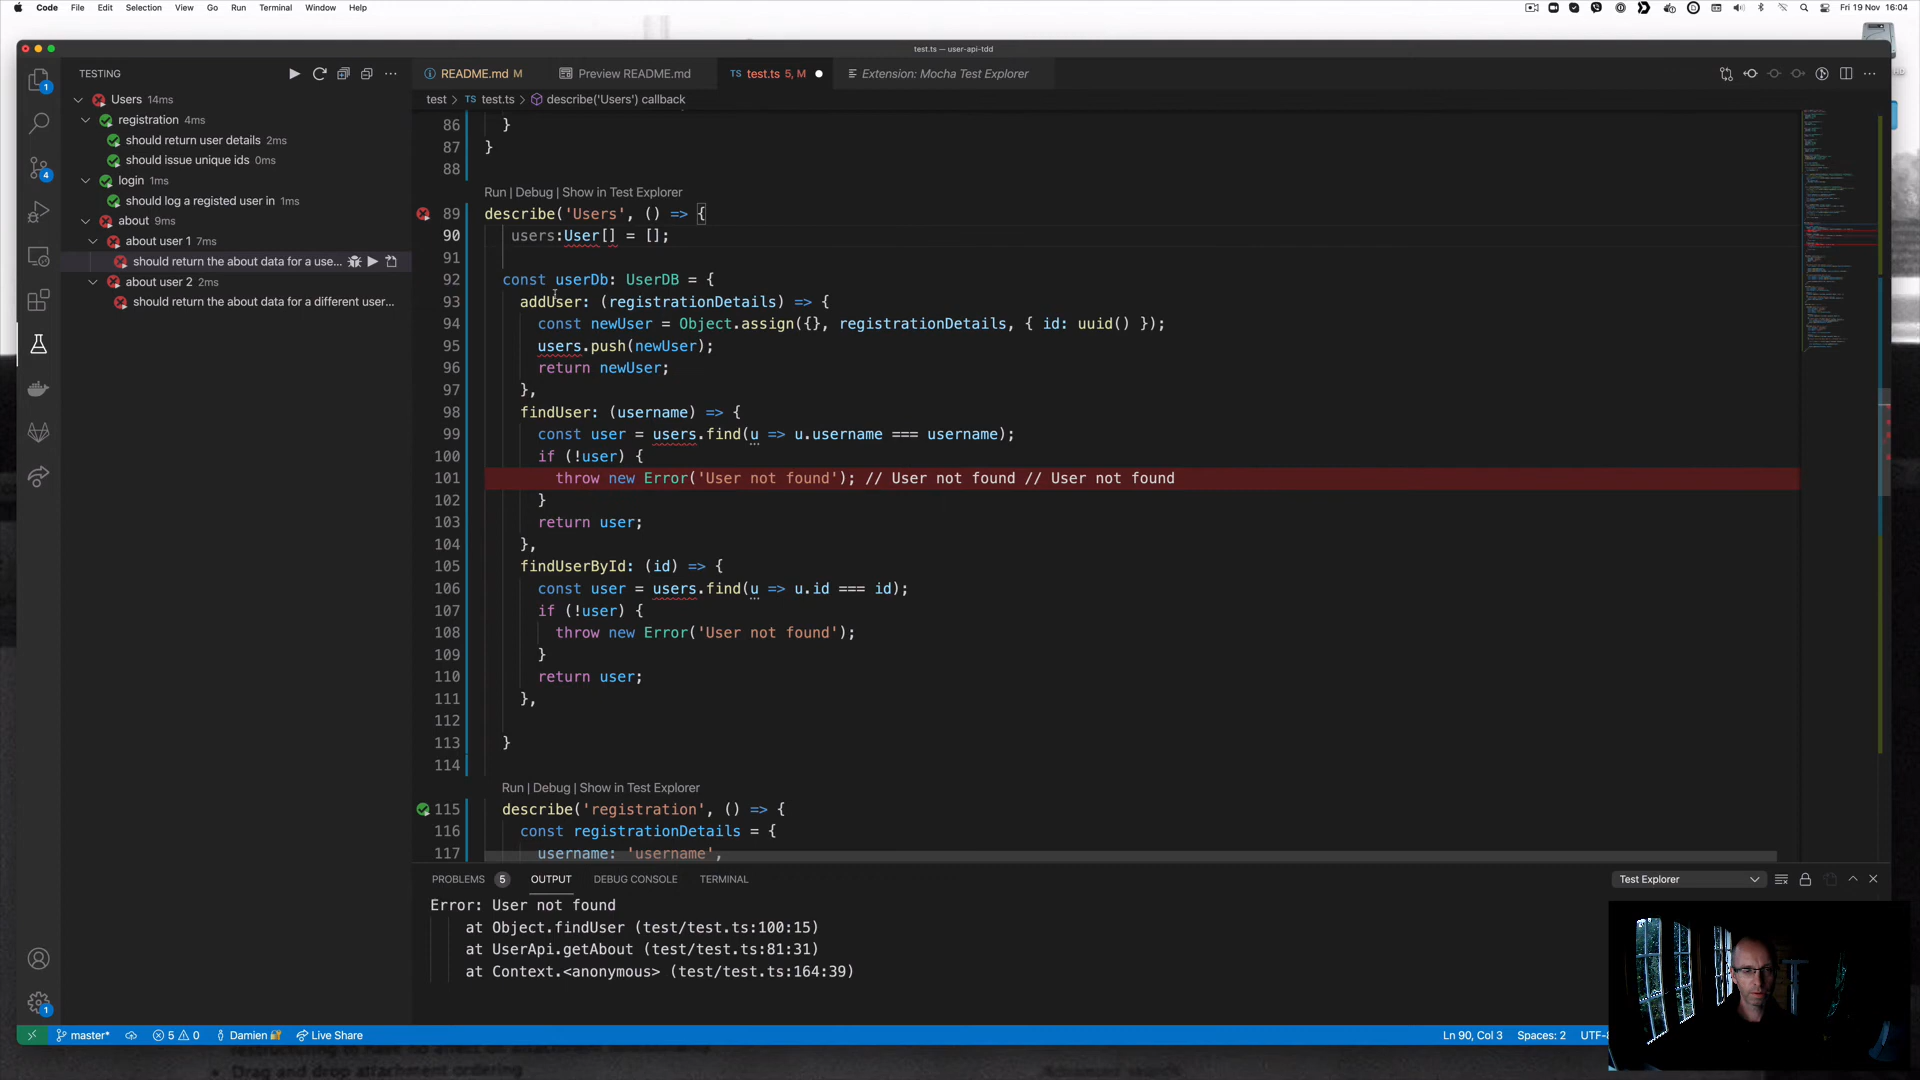 Code File Edit Selection View Go Run Terminal Window Help
Fri 19 Nov 16:04
test.ts — user-api-tdd
TESTING
README.md M
Preview README.md
TS test.ts 5, M
Extension: Mocha Test Explorer
test > TS test.ts > describe('Users') callback
Users 14ms
registration 4ms
should return user details 2ms
should issue unique ids 0ms
login 1ms
should log a registed user in 1ms
about 9ms
about user 1 7ms
should return the about data for a use...
about user 2 2ms
should return the about data for a different user...
1
4
1
86 }
87 }
88
Run | Debug | Show in Test Explorer
89 describe('Users', () => {
90 users:User[] = [];
91
92 const userDb: UserDB = {
93 addUser: (registrationDetails) => {
94 const newUser = Object.assign({}, registrationDetails, { id: uuid() });
95 users.push(newUser);
96 return newUser;
97 },
98 findUser: (username) => {
99 const user = users.find(u => u.username === username);
100 if (!user) {
101 throw new Error('User not found'); // User not found // User not found
102 }
103 return user;
104 },
105 findUserById: (id) => {
106 const user = users.find(u => u.id === id);
107 if (!user) {
108 throw new Error('User not found');
109 }
110 return user;
111 },
112
113 }
114
Run | Debug | Show in Test Explorer
115 describe('registration', () => {
116 const registrationDetails = {
117 username: 'username',
PROBLEMS 5 OUTPUT DEBUG CONSOLE TERMINAL
Test Explorer
Error: User not found
at Object.findUser (test/test.ts:100:15)
at UserApi.getAbout (test/test.ts:81:31)
at Context.<anonymous> (test/test.ts:164:39)
master* 5 0 Damien Live Share
Ln 90, Col 3 Spaces: 2 UTF-
Drag and drop attachment ordering